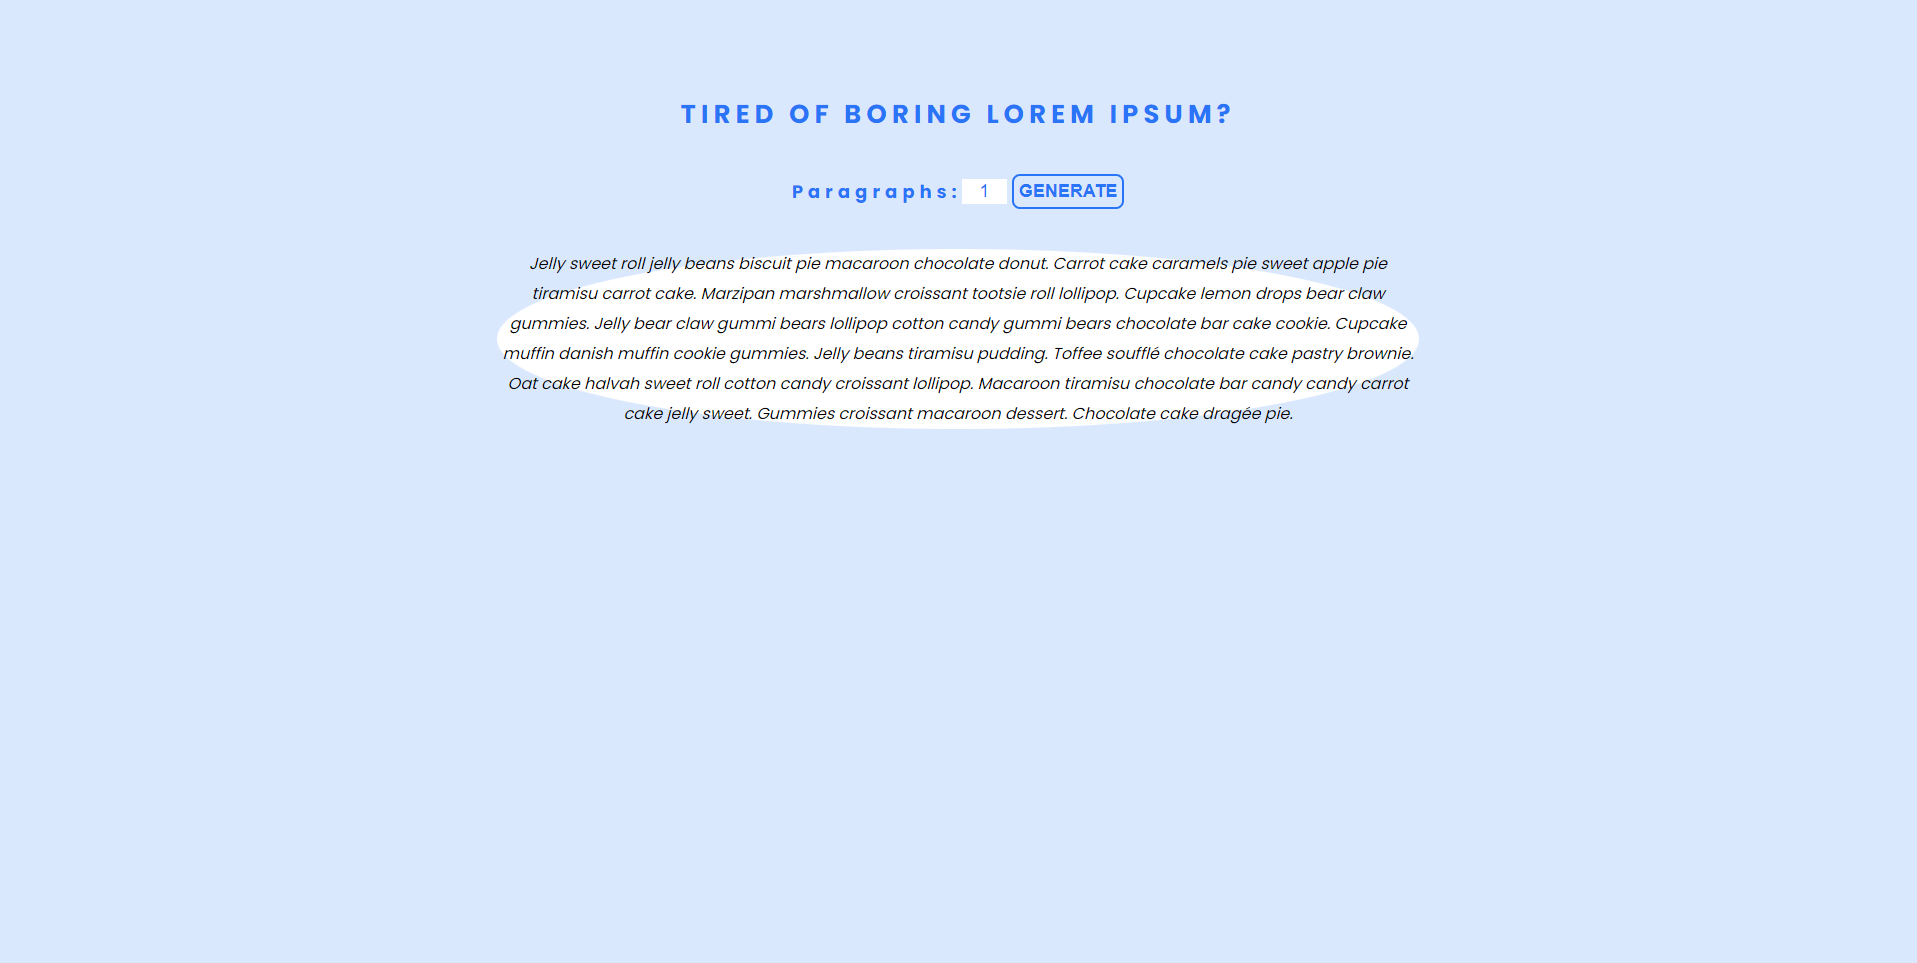 TIRED OF BORING LOREM IPSUM?
Paragraphs: 1 GENERATE
Jelly sweet roll jelly beans biscuit pie macaroon chocolate donut. Carrot cake caramels pie sweet apple pie
tiramisu carrot cake. Marzipan marshmallow croissant tootsie roll lollipop. Cupcake lemon drops bear claw
gummies. Jelly bear claw gummi bears lollipop cotton candy gummi bears chocolate bar cake cookie. Cupcake
muffin danish muffin cookie gummies. Jelly beans tiramisu pudding. Toffee soufflé chocolate cake pastry brownie.
Oat cake halvah sweet roll cotton candy croissant lollipop. Macaroon tiramisu chocolate bar candy candy carrot
cake jelly sweet. Gummies croissant macaroon dessert. Chocolate cake dragée pie.